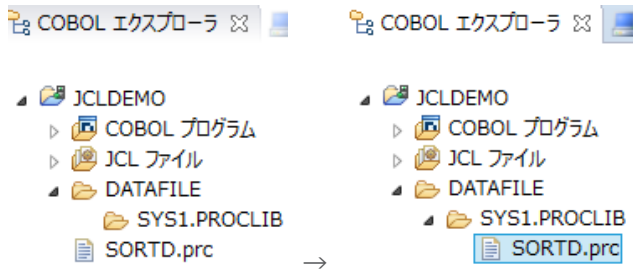 COBOL エクスプローラ
JCLDEMO
COBOL プログラム
JCL ファイル
DATAFILE
SYS1.PROCLIB
SORTD.prc
→
COBOL エクスプローラ
JCLDEMO
COBOL プログラム
JCL ファイル
DATAFILE
SYS1.PROCLIB
SORTD.prc